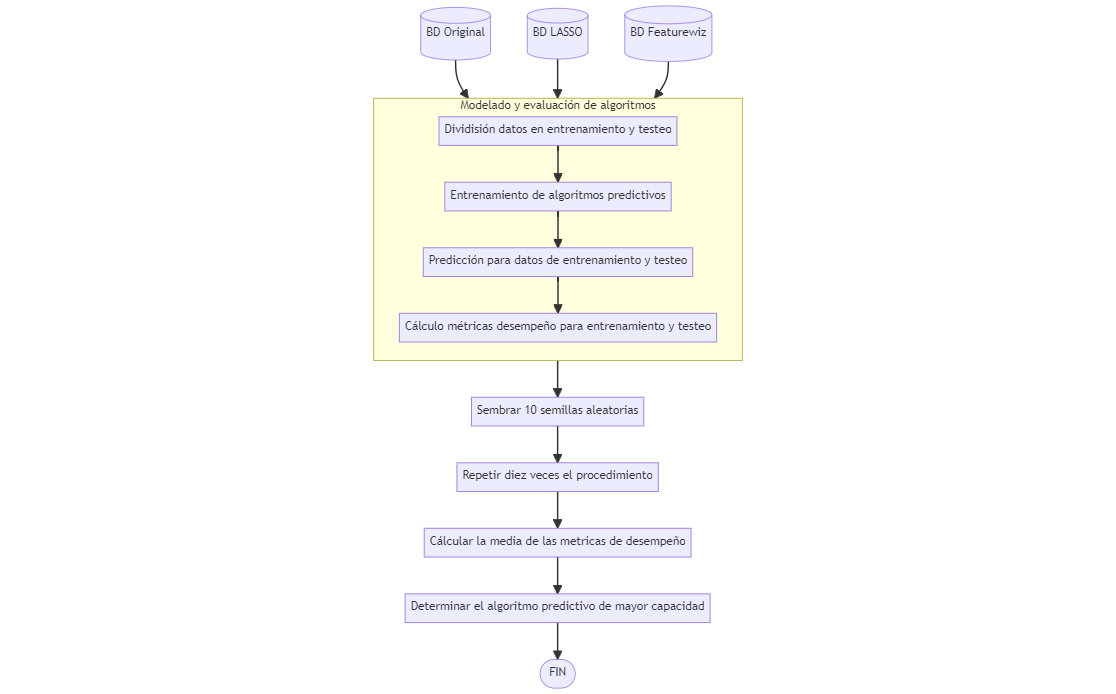 BD Original
BD LASSO
BD Featurewiz
Modelado y evaluación de algoritmos
Dividisión datos en entrenamiento y testeo
Entrenamiento de algoritmos predictivos
Predicción para datos de entrenamiento y testeo
Cálculo métricas desempeño para entrenamiento y testeo
Sembrar 10 semillas aleatorias
Repetir diez veces el procedimiento
Cálcular la media de las metricas de desempeño
Determinar el algoritmo predictivo de mayor capacidad
FIN